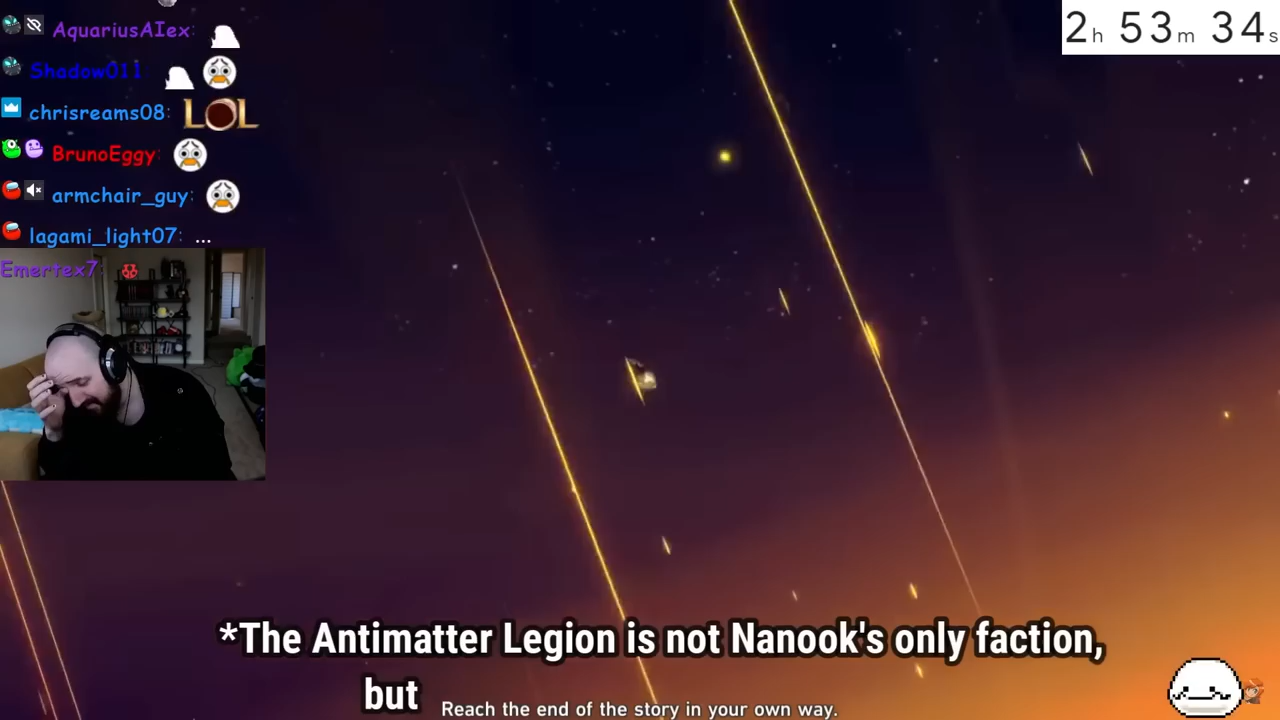 AquariusAIex:
2h 53m 34s
Shadow011
chrisreams08: LOL
BrunoEggy:
armchair_guy:
lagami_light07: ...
Emertex7:
*The Antimatter Legion is not Nanook's only faction,
but
Reach the end of the story in your own way.